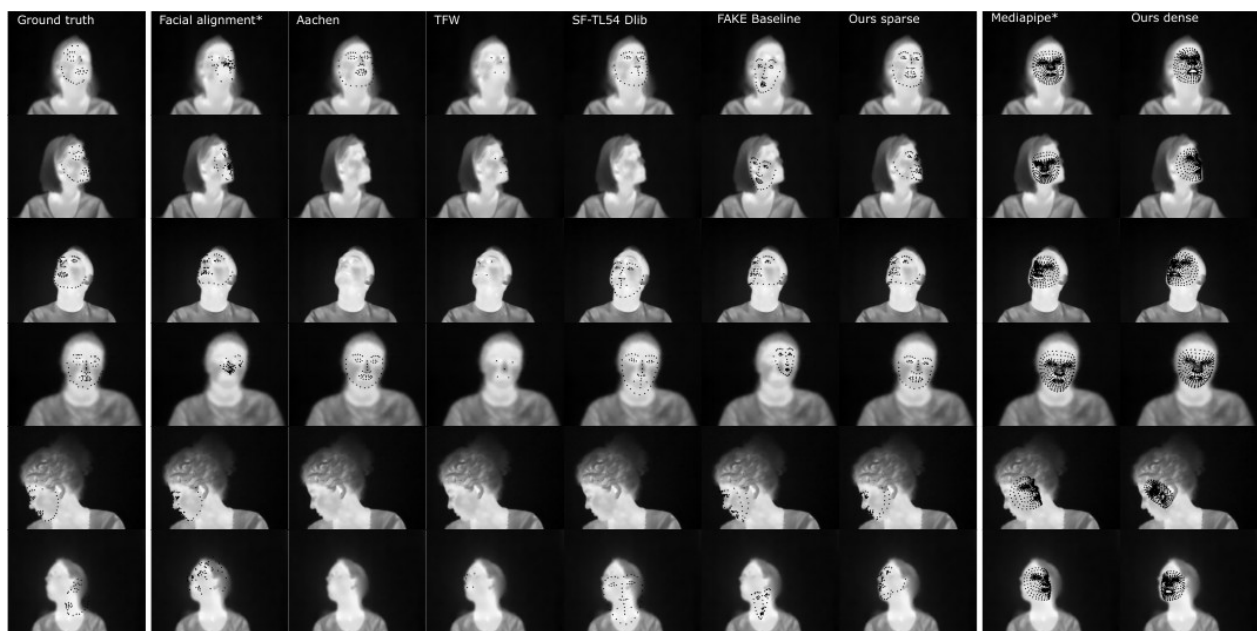 Ground truth
Facial alignment*
Aachen
TFW
SF-TL54 Dlib
FAKE Baseline
Ours sparse
Mediapipe*
Ours dense